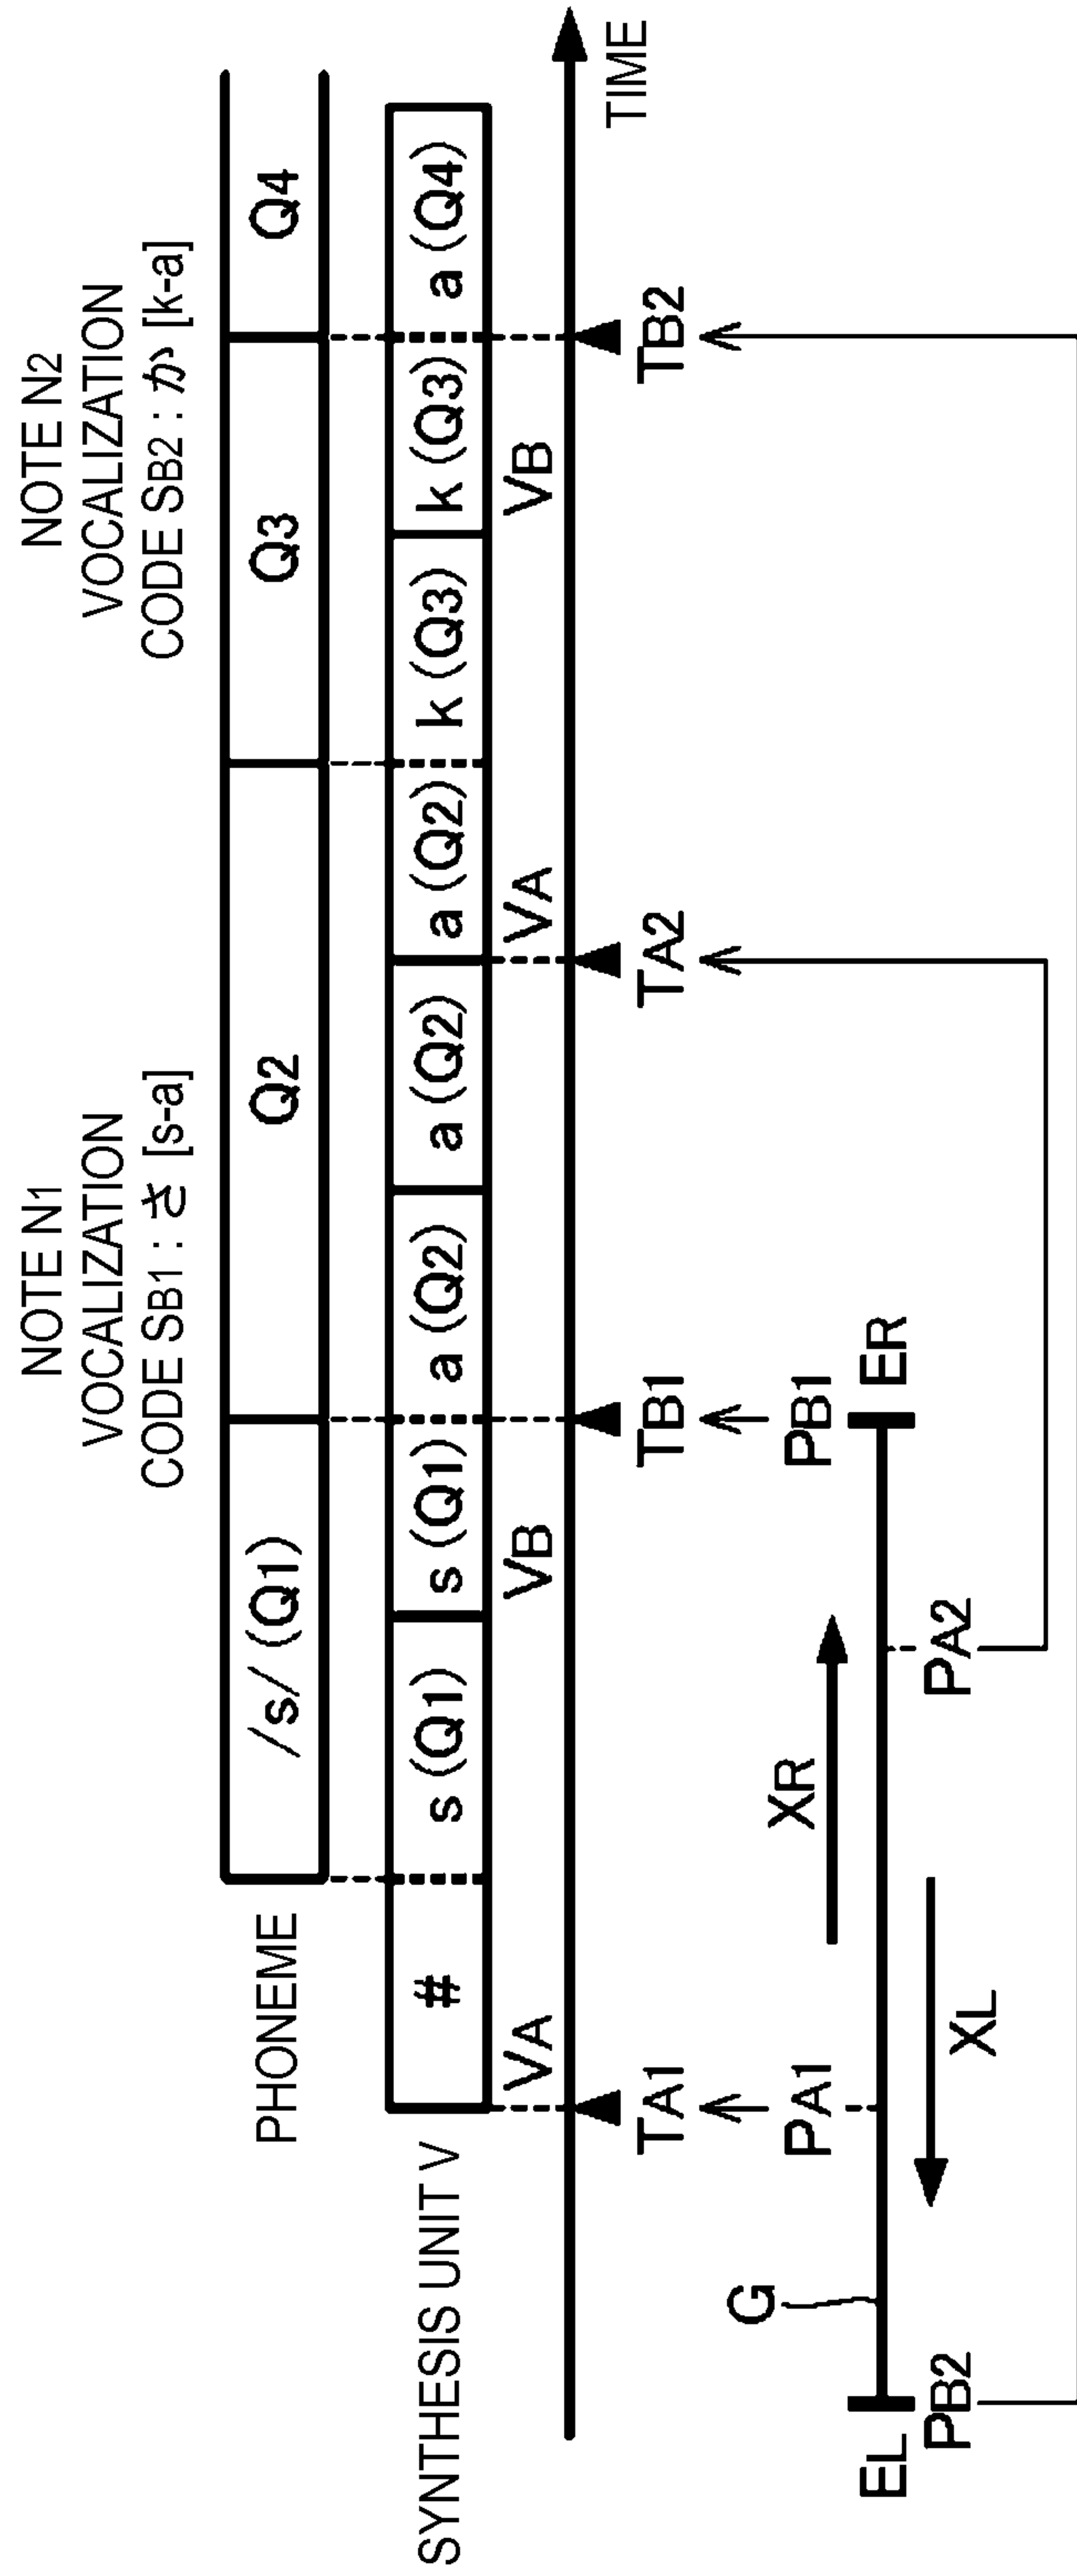 NOTE N1
VOCALIZATION
CODE SB1 : さ [s-a]
NOTE N2
VOCALIZATION
CODE SB2 : か [k-a]
PHONEME
/s/ (Q1)
Q2
Q3
Q4
SYNTHESIS UNIT V
#
s (Q1)
s (Q1)
a (Q2)
a (Q2)
a (Q2)
k (Q3)
k (Q3)
a (Q4)
VA
VB
VA
VB
TIME
TA1
TB1
TA2
TB2
PA1
PB1
G
XR
EL
ER
PB2
XL
PA2